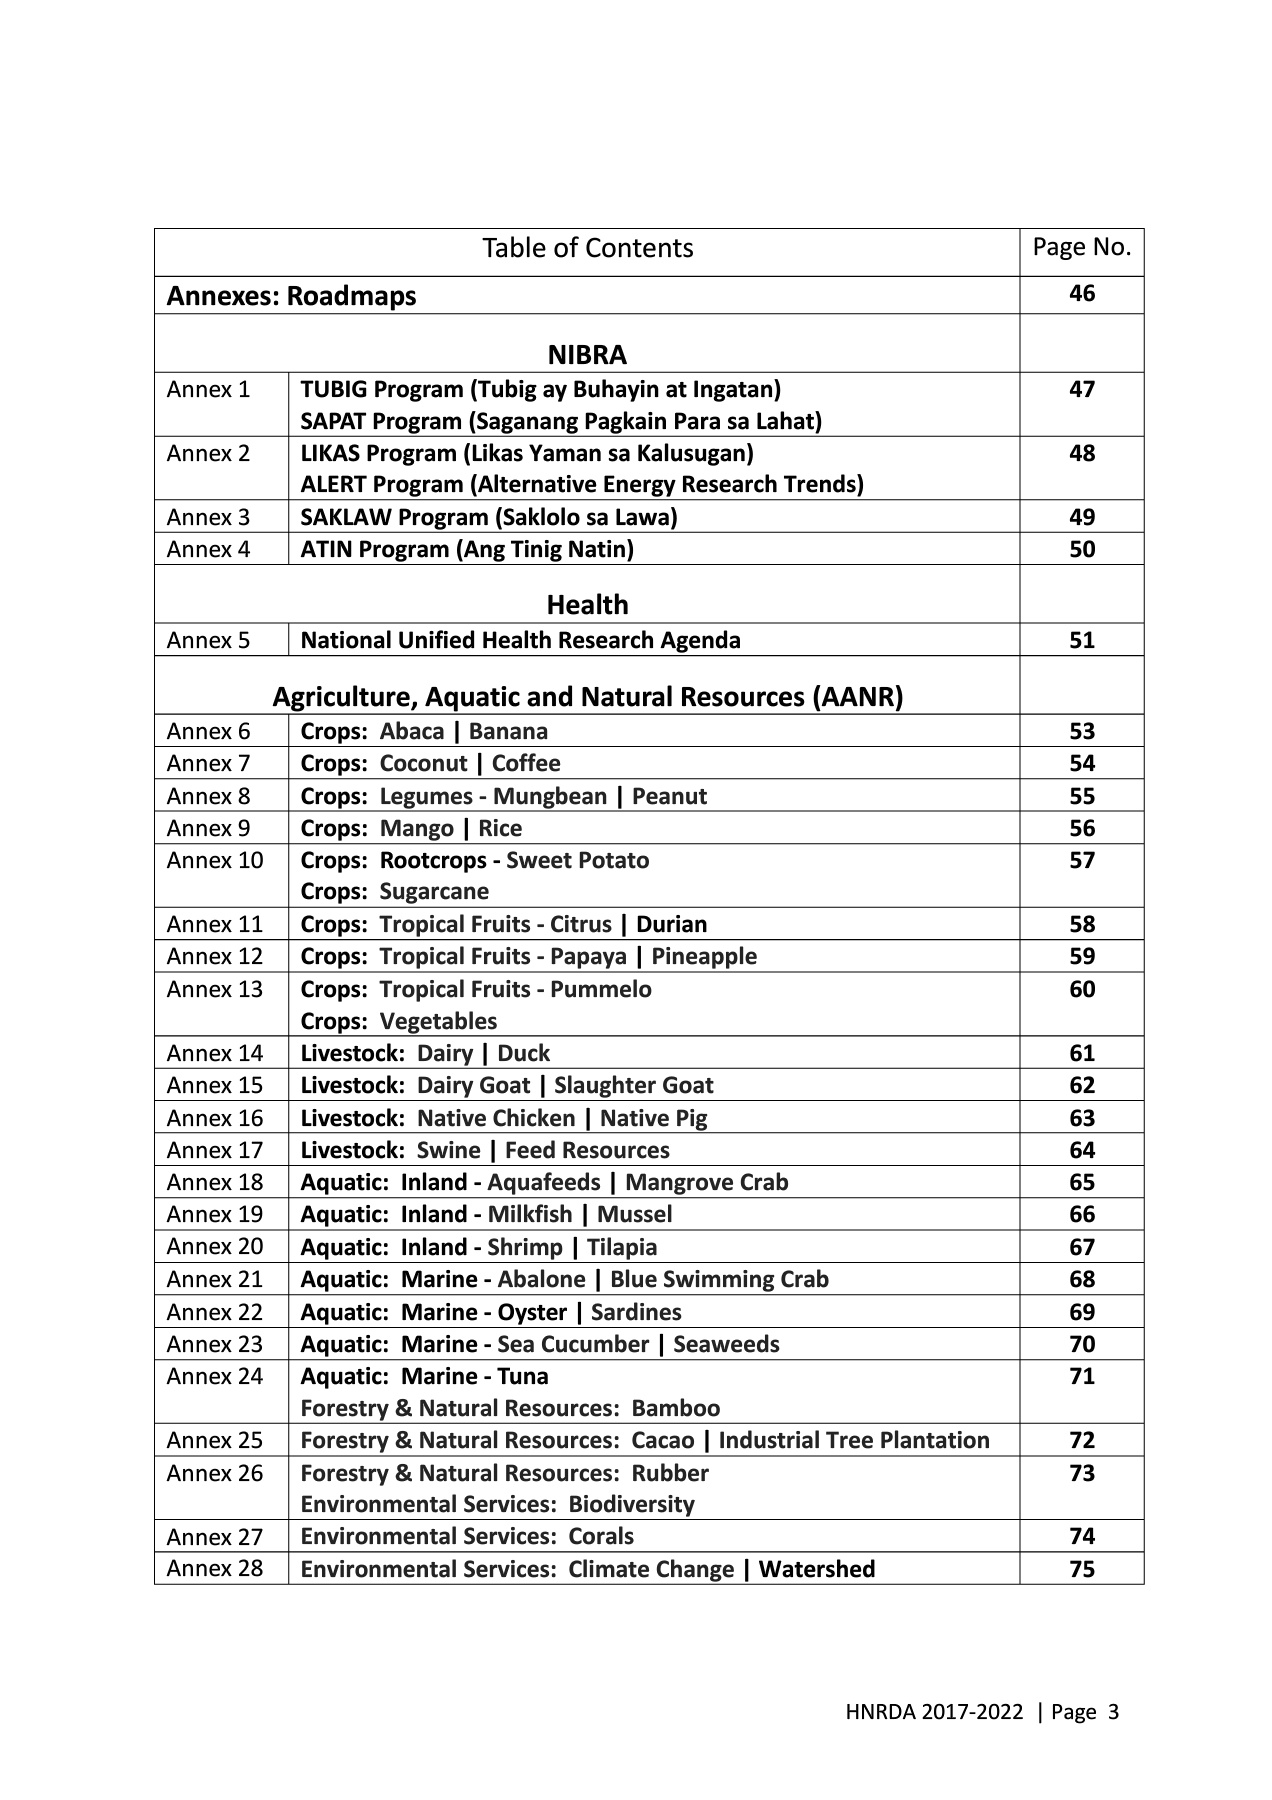 Table of Contents Page No.
Annexes: Roadmaps 46
NIBRA
Annex 1 TUBIG Program (Tubig ay Buhayin at Ingatan) 47
SAPAT Program (Saganang Pagkain Para sa Lahat)
Annex 2 LIKAS Program (Likas Yaman sa Kalusugan) 48
ALERT Program (Alternative Energy Research Trends)
Annex 3 SAKLAW Program (Saklolo sa Lawa) 49
Annex 4 ATIN Program (Ang Tinig Natin) 50
Health
Annex 5 National Unified Health Research Agenda 51
Agriculture, Aquatic and Natural Resources (AANR)
Annex 6 Crops: Abaca | Banana 53
Annex 7 Crops: Coconut | Coffee 54
Annex 8 Crops: Legumes - Mungbean | Peanut 55
Annex 9 Crops: Mango | Rice 56
Annex 10 Crops: Rootcrops - Sweet Potato 57
Crops: Sugarcane
Annex 11 Crops: Tropical Fruits - Citrus | Durian 58
Annex 12 Crops: Tropical Fruits - Papaya | Pineapple 59
Annex 13 Crops: Tropical Fruits - Pummelo 60
Crops: Vegetables
Annex 14 Livestock: Dairy | Duck 61
Annex 15 Livestock: Dairy Goat | Slaughter Goat 62
Annex 16 Livestock: Native Chicken | Native Pig 63
Annex 17 Livestock: Swine | Feed Resources 64
Annex 18 Aquatic: Inland - Aquafeeds | Mangrove Crab 65
Annex 19 Aquatic: Inland - Milkfish | Mussel 66
Annex 20 Aquatic: Inland - Shrimp | Tilapia 67
Annex 21 Aquatic: Marine - Abalone | Blue Swimming Crab 68
Annex 22 Aquatic: Marine - Oyster | Sardines 69
Annex 23 Aquatic: Marine - Sea Cucumber | Seaweeds 70
Annex 24 Aquatic: Marine - Tuna 71
Forestry & Natural Resources: Bamboo
Annex 25 Forestry & Natural Resources: Cacao | Industrial Tree Plantation 72
Annex 26 Forestry & Natural Resources: Rubber 73
Environmental Services: Biodiversity
Annex 27 Environmental Services: Corals 74
Annex 28 Environmental Services: Climate Change | Watershed 75
HNRDA 2017-2022 | Page 3